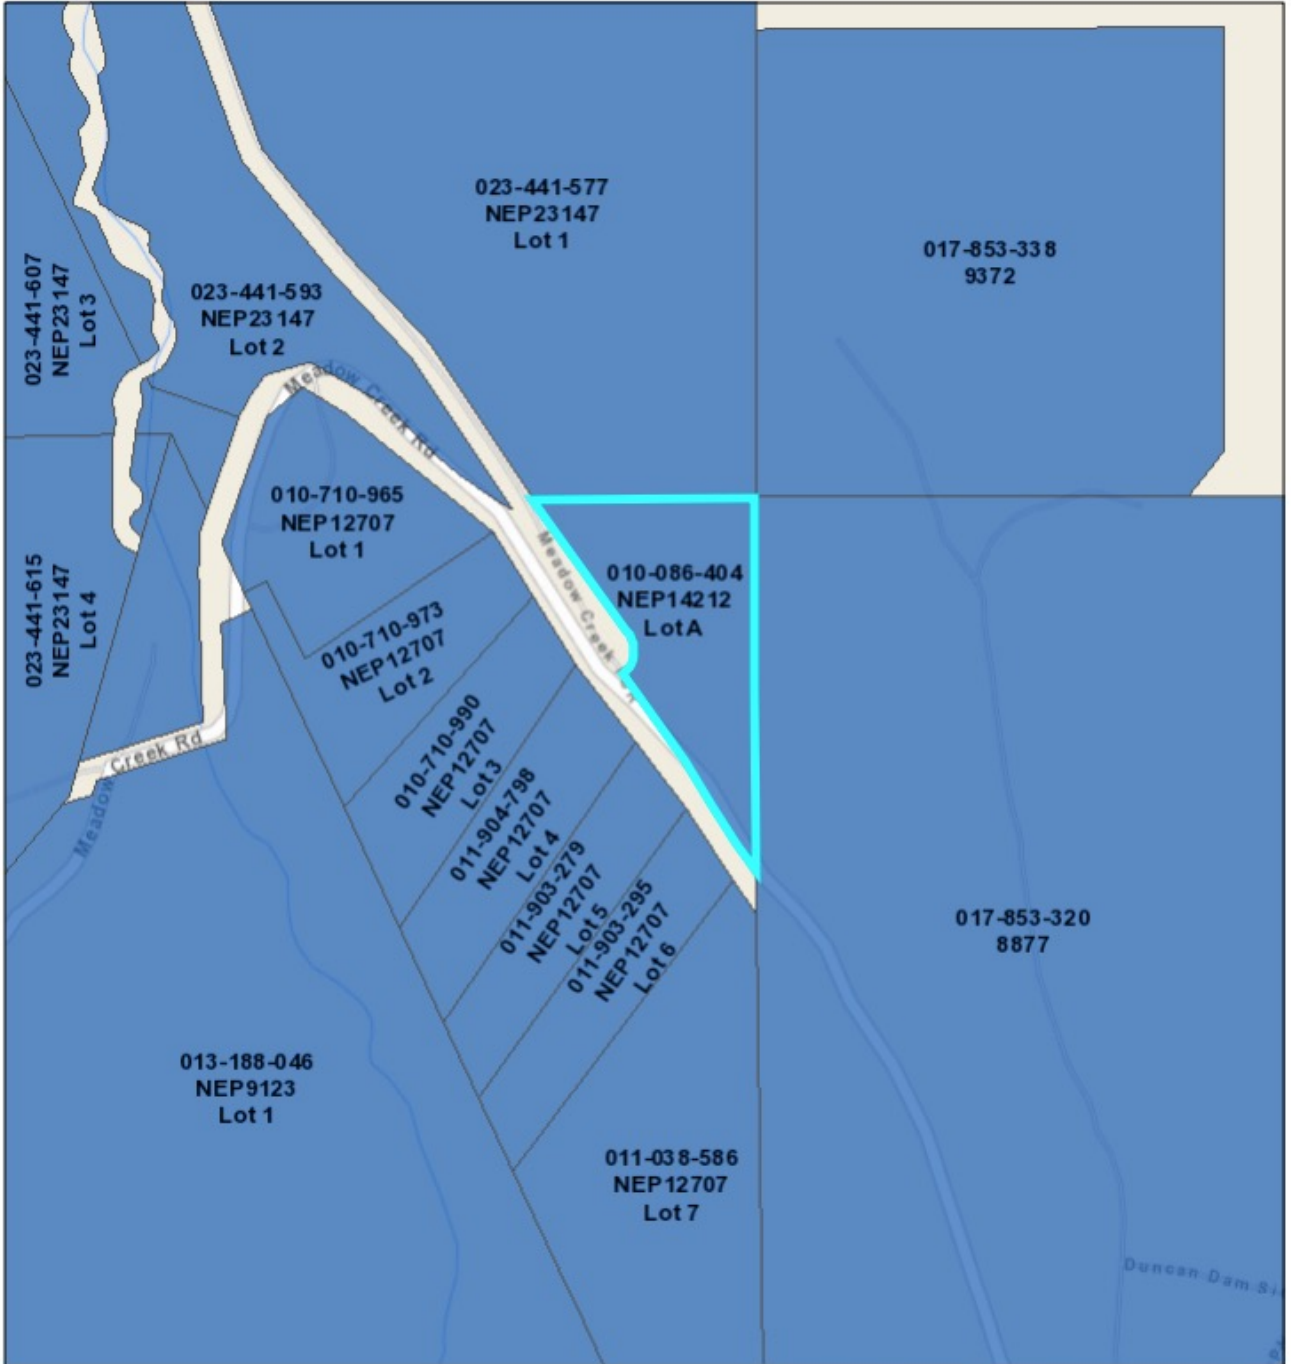 023-441-577
NEP23147
Lot 1
017-853-338
9372
023-441-607
NEP23147
Lot 3
023-441-593
NEP23147
Lot 2
Meadow Creek Rd
010-710-965
NEP12707
Lot 1
Meadow Creek
010-086-404
NEP14212
Lot A
023-441-615
NEP23147
Lot 4
010-710-973
NEP12707
Lot 2
010-710-990
NEP12707
Lot 3
Meadow Creek Rd
011-904-798
NEP12707
Lot 4
011-903-279
NEP12707
Lot 5
011-903-295
NEP12707
Lot 6
017-853-320
8877
013-188-046
NEP9123
Lot 1
011-038-586
NEP12707
Lot 7
Duncan Dam